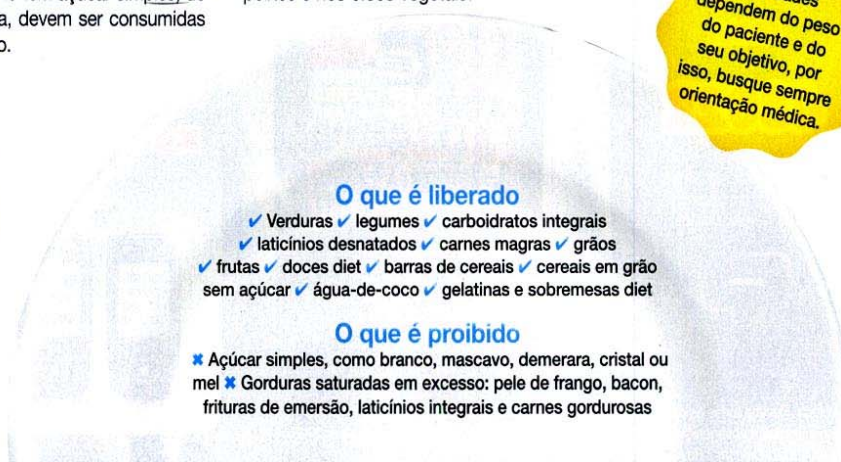 a, devem ser consumidas
o.
dependem do peso
do paciente e do
seu objetivo, por
isso, busque sempre
orientação médica.
O que é liberado
✔ Verduras ✔ legumes ✔ carboidratos integrais
✔ laticínios desnatados ✔ carnes magras ✔ grãos
✔ frutas ✔ doces diet ✔ barras de cereais ✔ cereais em grão
sem açúcar ✔ água-de-coco ✔ gelatinas e sobremesas diet
O que é proibido
✖ Açúcar simples, como branco, mascavo, demerara, cristal ou
mel ✖ Gorduras saturadas em excesso: pele de frango, bacon,
frituras de emersão, laticínios integrais e carnes gordurosas